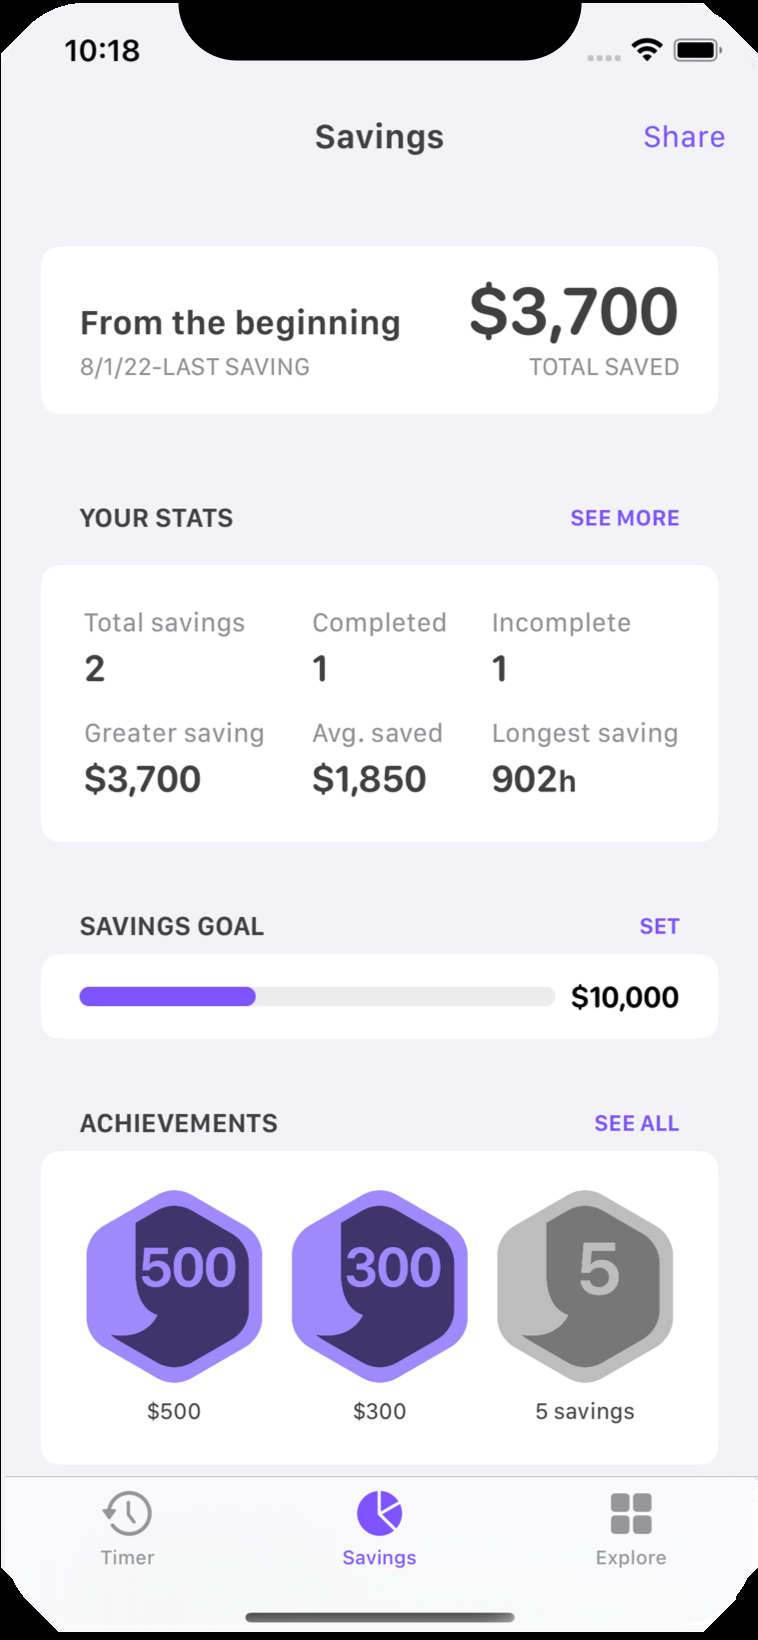 10:18
Savings
Share
From the beginning
$3,700
8/1/22-LAST SAVING
TOTAL SAVED
YOUR STATS
SEE MORE
Total savings
Completed
Incomplete
2
1
1
Greater saving
Avg. saved
Longest saving
$3,700
$1,850
902h
SAVINGS GOAL
SET
$10,000
ACHIEVEMENTS
SEE ALL
500
300
5
$500
$300
5 savings
Timer
Savings
Explore